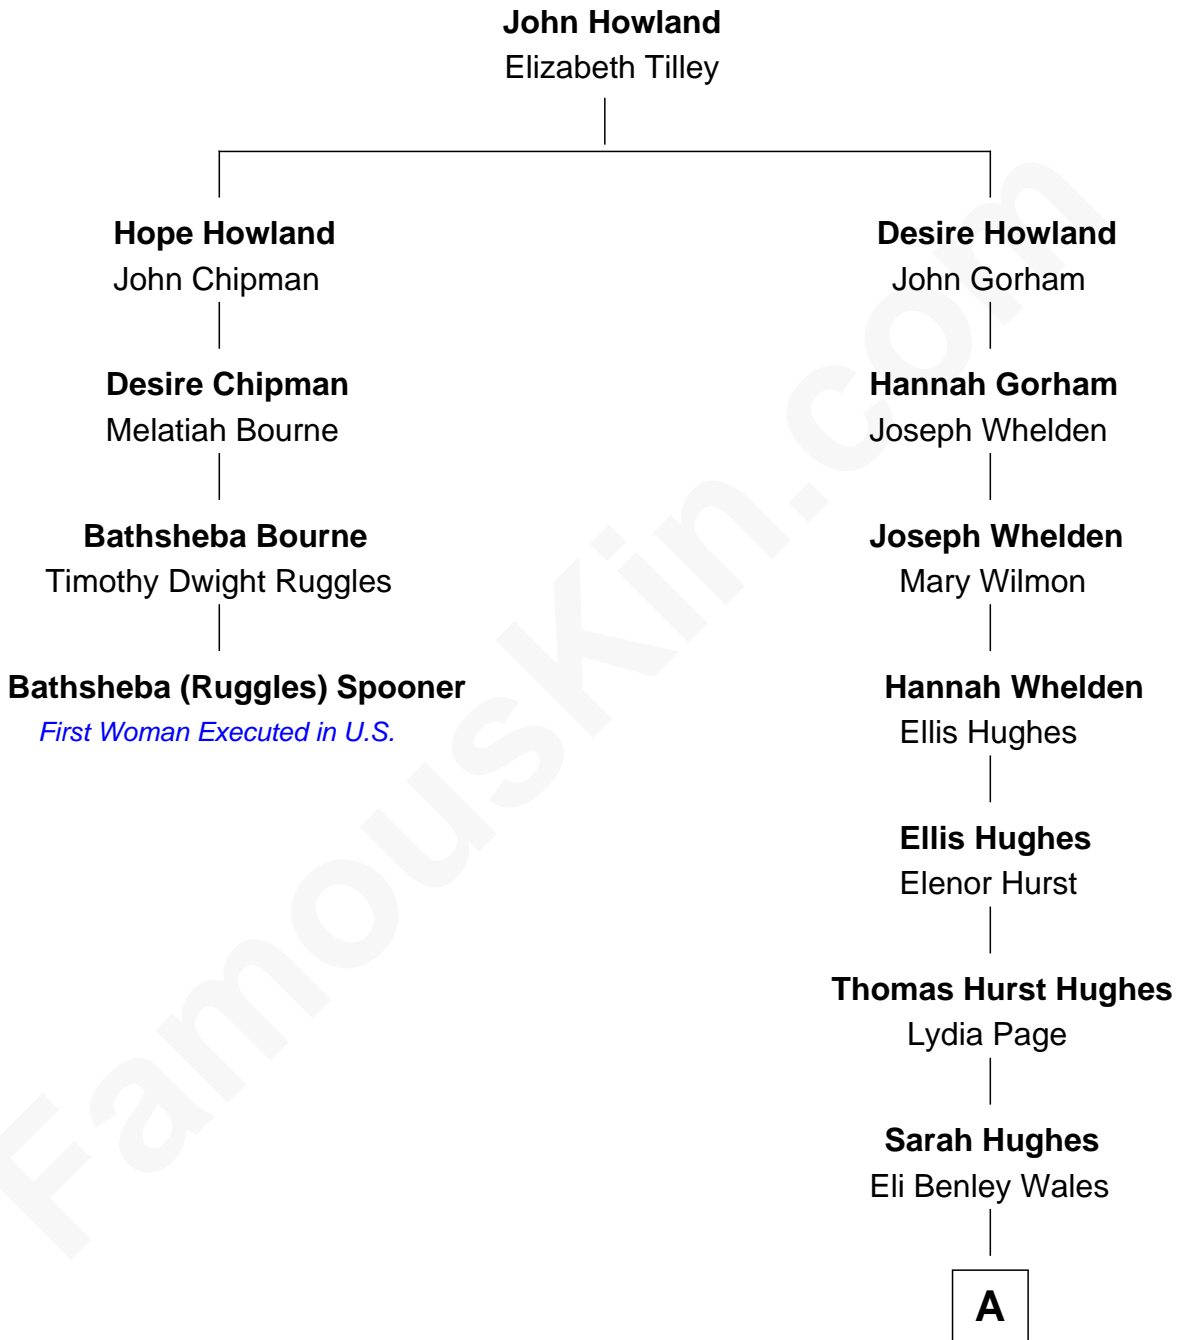 John Howland
Elizabeth Tilley
Hope Howland
John Chipman
Desire Howland
John Gorham
Desire Chipman
Melatiah Bourne
Hannah Gorham
Joseph Whelden
Bathsheba Bourne
Timothy Dwight Ruggles
Joseph Whelden
Mary Wilmon
Bathsheba (Ruggles) Spooner
First Woman Executed in U.S.
Hannah Whelden
Ellis Hughes
Ellis Hughes
Elenor Hurst
Thomas Hurst Hughes
Lydia Page
Sarah Hughes
Eli Benley Wales
A
FamousKin.com